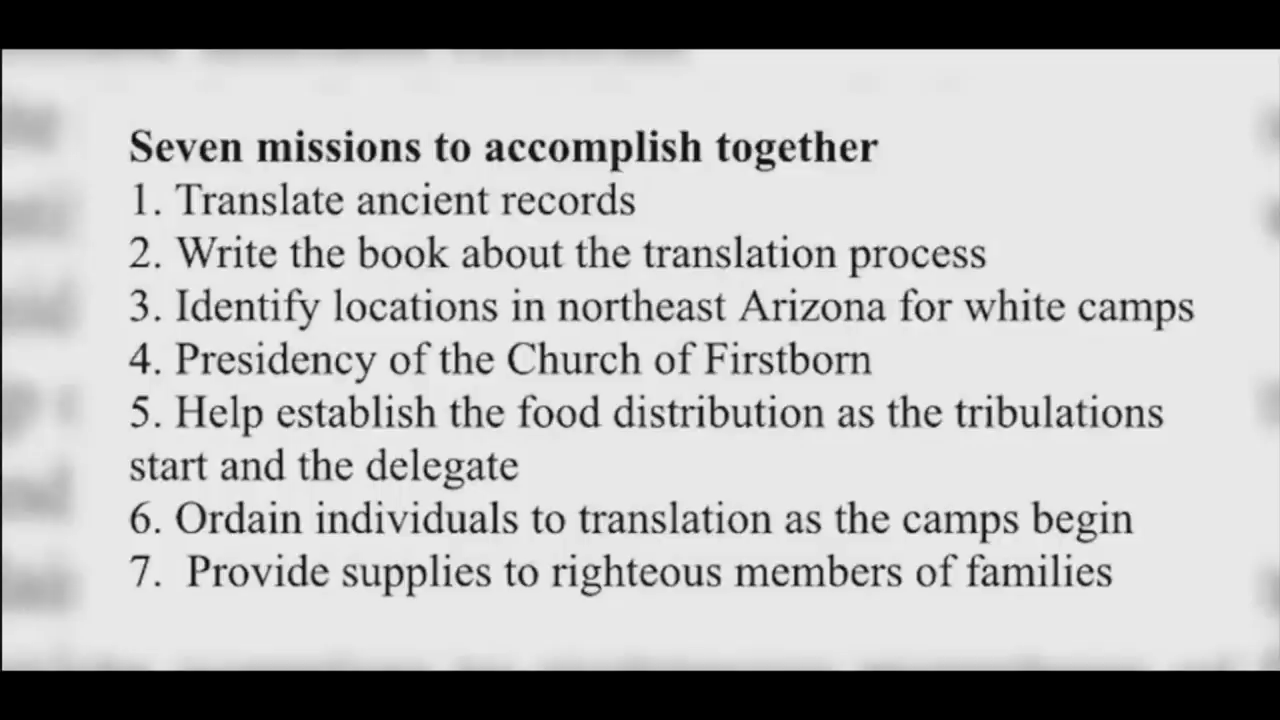 Seven missions to accomplish together
1. Translate ancient records
2. Write the book about the translation process
3. Identify locations in northeast Arizona for white camps
4. Presidency of the Church of Firstborn
5. Help establish the food distribution as the tribulations
start and the delegate
6. Ordain individuals to translation as the camps begin
7.  Provide supplies to righteous members of families